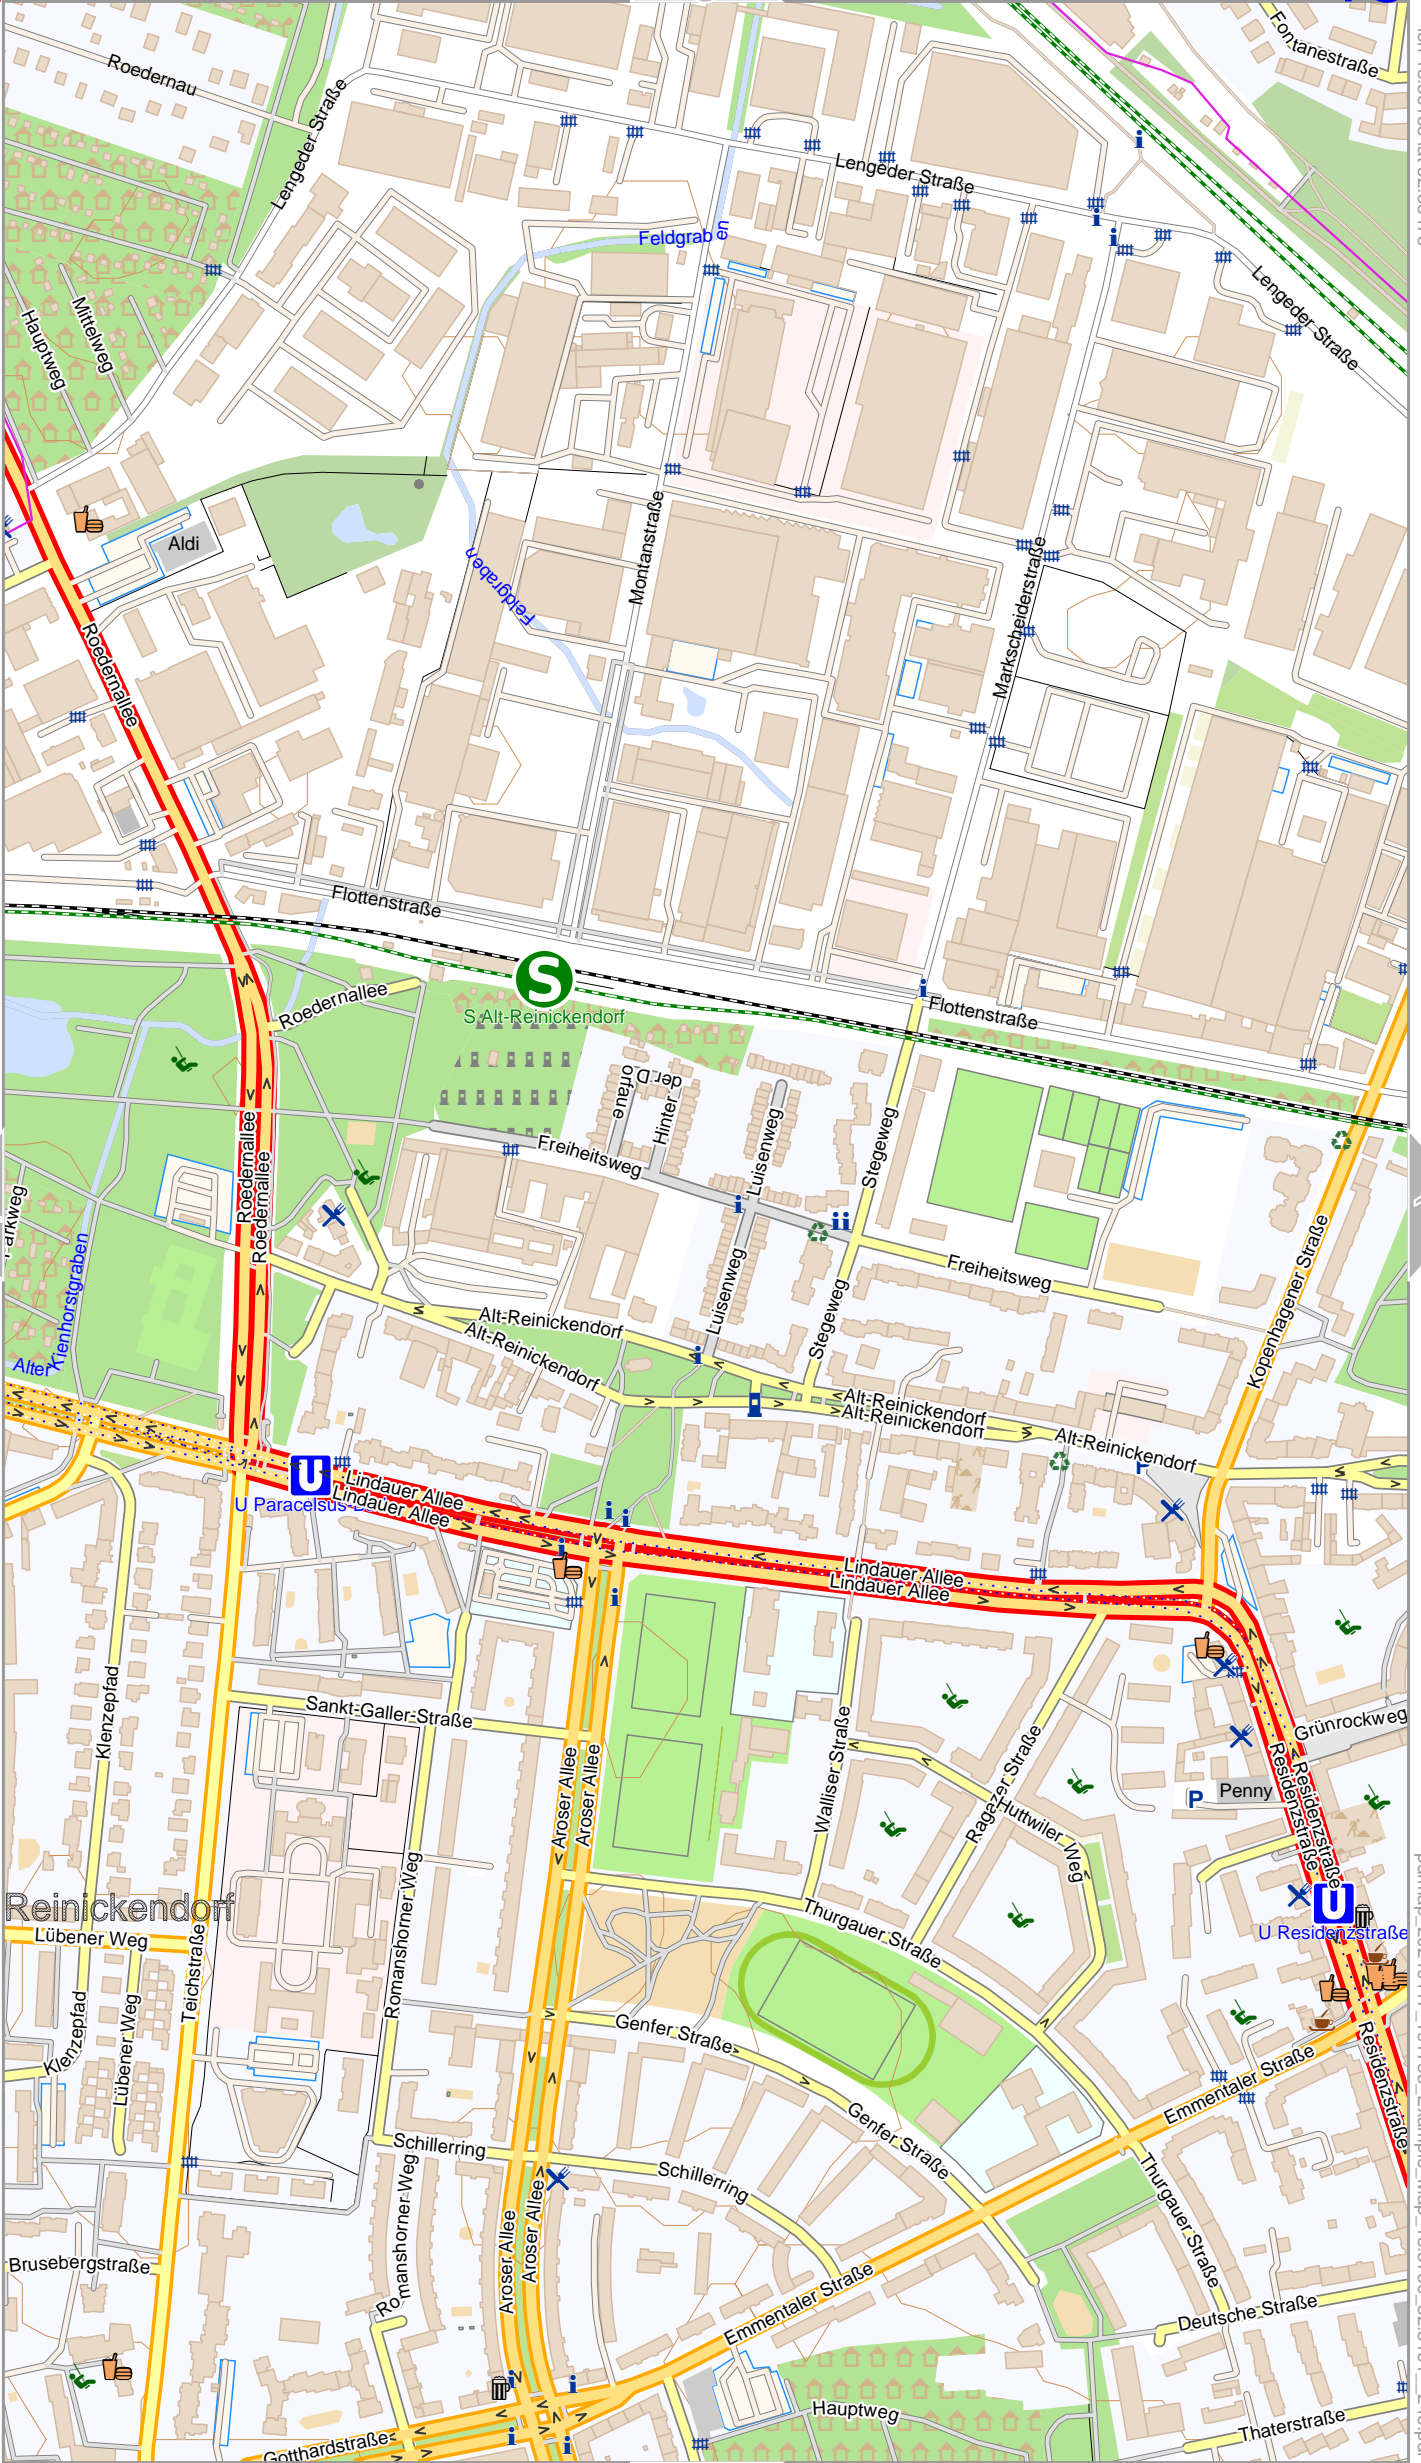 Fontanestraße
Roedernau
Lengeder Straße
Lengeder Straße
Feldgraben
Lengeder Straße
Mittelweg
Hauptweg
Aldi
Montanstraße
Feldgraben
Markscheiderstraße
Roedernallee
Flottenstraße
S
S Alt-Reinickendorf
Roedernallee
Flottenstraße
Hinter der Dorfaue
Freiheitsweg
Luisenweg
Stegeweg
Roedernallee
Roedernallee
Parkweg
Alter Kienhorstgraben
Luisenweg
Stegeweg
Freiheitsweg
Kopenhagener Straße
Alt-Reinickendorf
Alt-Reinickendorf
Alt-Reinickendorf
Alt-Reinickendorf
Alt-Reinickendorf
P
U
U Paracelsus-
Lindauer Allee
Lindauer Allee
Lindauer Allee
Lindauer Allee
Klenzepfad
Sankt-Galler-Straße
Aroser Allee
Aroser Allee
Walliser Straße
Ragazer Straße
Huttwiler Weg
Grünrockweg
Residenzstraße
Residenzstraße
P
Penny
Romanshorner Weg
Reinickendorf
Lübener Weg
Teichstraße
Thurgauer Straße
U
U Residenzstraße
Klenzepfad
Lübener Weg
Genfer Straße
Residenzstraße
Emmentaler Straße
Genfer Straße
Schillerring
Schillerring
Thurgauer Straße
Romanshorner Weg
Aroser Allee
Aroser Allee
Brusebergstraße
Emmentaler Straße
Deutsche Straße
Hauptweg
Thaterstraße
Gotthardstraße